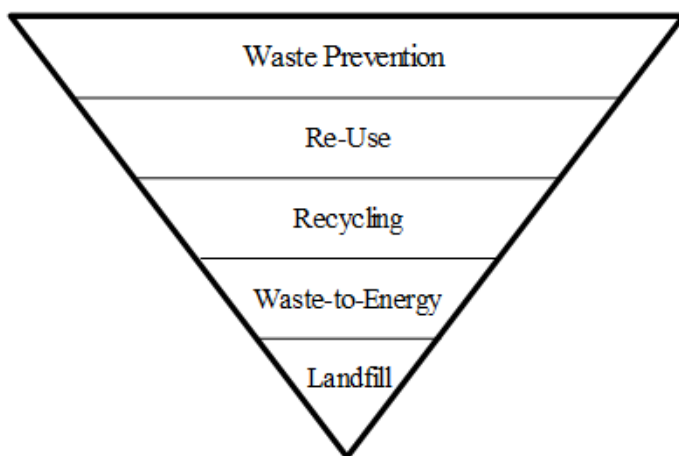 Waste Prevention
Re-Use
Recycling
Waste-to-Energy
Landfill